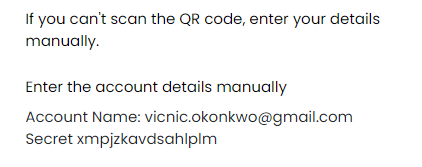 If you can't scan the QR code, enter your details
manually.
Enter the account details manually
Account Name: vicnic.okonkwo@gmail.com
Secret xmpjzkavdsahlplm